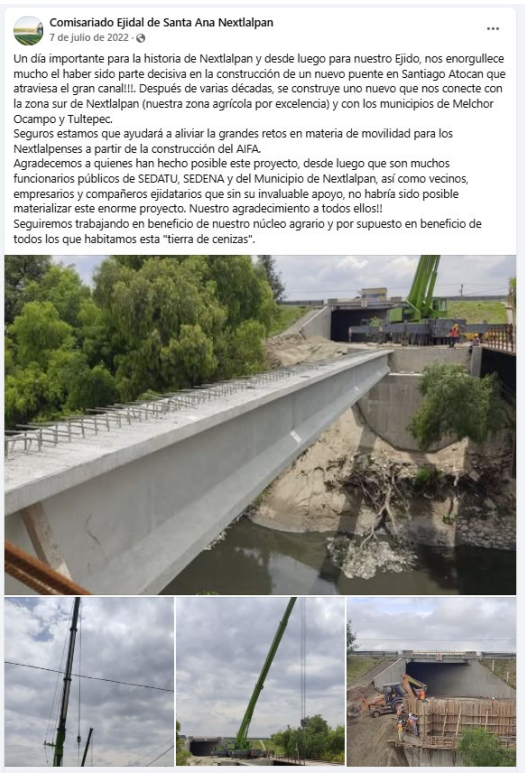 Comisariado Ejidal de Santa Ana Nextlalpan
7 de julio de 2022 ·
Un día importante para la historia de Nextlalpan y desde luego para nuestro Ejido, nos enorgullece
mucho el haber sido parte decisiva en la construcción de un nuevo puente en Santiago Atocan que
atraviesa el gran canal!!!. Después de varias décadas, se construye uno nuevo que nos conecte con
la zona sur de Nextlalpan (nuestra zona agrícola por excelencia) y con los municipios de Melchor
Ocampo y Tultepec.
Seguros estamos que ayudará a aliviar la grandes retos en materia de movilidad para los
Nextlalpenses a partir de la construcción del AIFA.
Agradecemos a quienes han hecho posible este proyecto, desde luego que son muchos
funcionarios públicos de SEDATU, SEDENA y del Municipio de Nextlalpan, así como vecinos,
empresarios y compañeros ejidatarios que sin su invaluable apoyo, no habría sido posible
materializar este enorme proyecto. Nuestro agradecimiento a todos ellos!!
Seguiremos trabajando en beneficio de nuestro núcleo agrario y por supuesto en beneficio de
todos los que habitamos esta "tierra de cenizas".